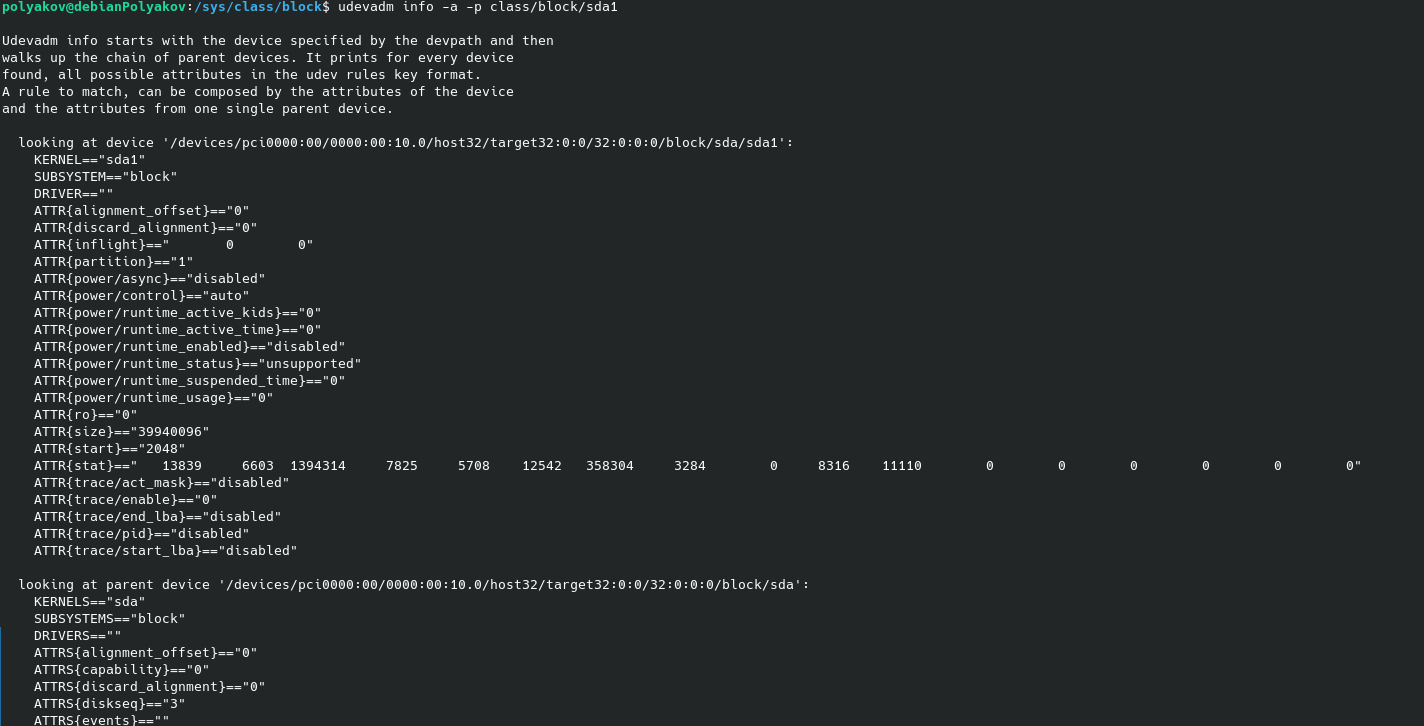 polyakov@debianPolyakov:/sys/class/block$ udevadm info -a -p class/block/sda1

Udevadm info starts with the device specified by the devpath and then
walks up the chain of parent devices. It prints for every device
found, all possible attributes in the udev rules key format.
A rule to match, can be composed by the attributes of the device
and the attributes from one single parent device.

  looking at device '/devices/pci0000:00/0000:00:10.0/host32/target32:0:0/32:0:0:0/block/sda/sda1':
    KERNEL=="sda1"
    SUBSYSTEM=="block"
    DRIVER==""
    ATTR{alignment_offset}=="0"
    ATTR{discard_alignment}=="0"
    ATTR{inflight}=="       0        0"
    ATTR{partition}=="1"
    ATTR{power/async}=="disabled"
    ATTR{power/control}=="auto"
    ATTR{power/runtime_active_kids}=="0"
    ATTR{power/runtime_active_time}=="0"
    ATTR{power/runtime_enabled}=="disabled"
    ATTR{power/runtime_status}=="unsupported"
    ATTR{power/runtime_suspended_time}=="0"
    ATTR{power/runtime_usage}=="0"
    ATTR{ro}=="0"
    ATTR{size}=="39940096"
    ATTR{start}=="2048"
    ATTR{stat}=="   13839     6603  1394314     7825     5708    12542   358304     3284        0     8316    11110        0        0        0        0        0        0"
    ATTR{trace/act_mask}=="disabled"
    ATTR{trace/enable}=="0"
    ATTR{trace/end_lba}=="disabled"
    ATTR{trace/pid}=="disabled"
    ATTR{trace/start_lba}=="disabled"

  looking at parent device '/devices/pci0000:00/0000:00:10.0/host32/target32:0:0/32:0:0:0/block/sda':
    KERNELS=="sda"
    SUBSYSTEMS=="block"
    DRIVERS==""
    ATTRS{alignment_offset}=="0"
    ATTRS{capability}=="0"
    ATTRS{discard_alignment}=="0"
    ATTRS{diskseq}=="3"
    ATTRS{events}==""